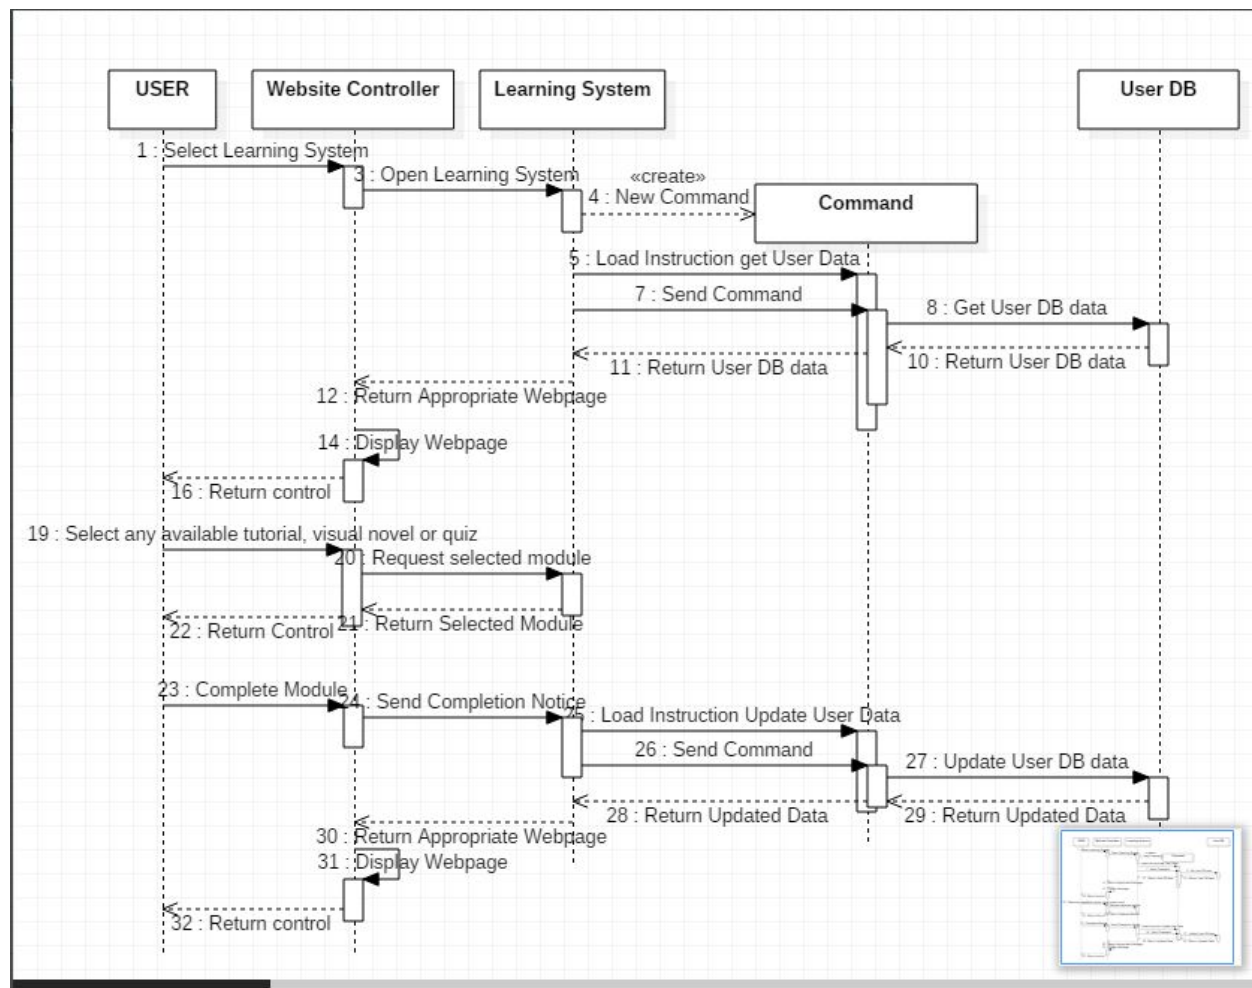 USER
Website Controller
Learning System
User DB
1 : Select Learning System
3 : Open Learning System
«create»
4 : New Command
Command
5 : Load Instruction get User Data
7 : Send Command
8 : Get User DB data
10 : Return User DB data
11 : Return User DB data
12 : Return Appropriate Webpage
14 : Display Webpage
16 : Return control
19 : Select any available tutorial, visual novel or quiz
20 : Request selected module
21 : Return Selected Module
22 : Return Control
23 : Complete Module
24 : Send Completion Notice
25 : Load Instruction Update User Data
26 : Send Command
27 : Update User DB data
28 : Return Updated Data
29 : Return Updated Data
30 : Return Appropriate Webpage
31 : Display Webpage
32 : Return control